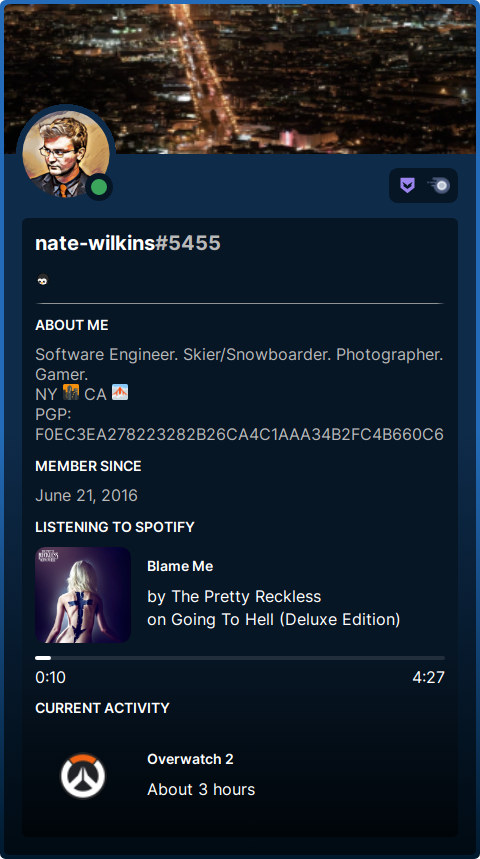 nate-wilkins#5455
ABOUT ME
Software Engineer. Skier/Snowboarder. Photographer.
Gamer.
NY 🌃 CA 🌁
PGP:
F0EC3EA278223282B26CA4C1AAA34B2FC4B660C6
MEMBER SINCE
June 21, 2016
LISTENING TO SPOTIFY
Blame Me
by The Pretty Reckless
on Going To Hell (Deluxe Edition)
0:10
4:27
CURRENT ACTIVITY
Overwatch 2
About 3 hours